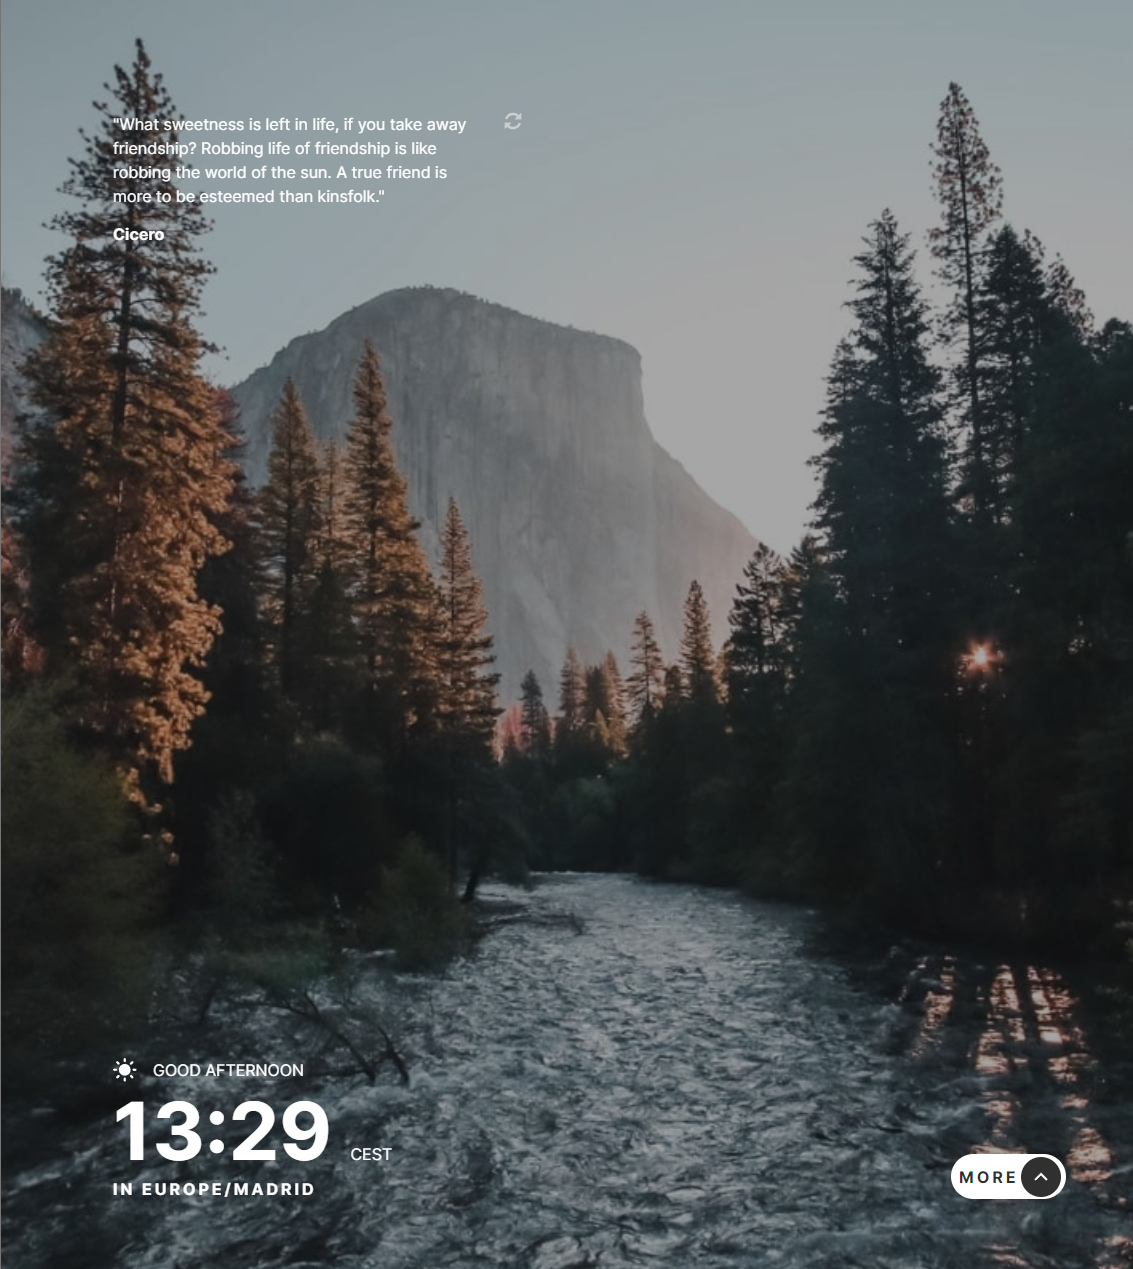 "What sweetness is left in life, if you take away
friendship? Robbing life of friendship is like
robbing the world of the sun. A true friend is
more to be esteemed than kinsfolk."
Cicero
GOOD AFTERNOON
13:29 CEST
IN EUROPE/MADRID
MORE